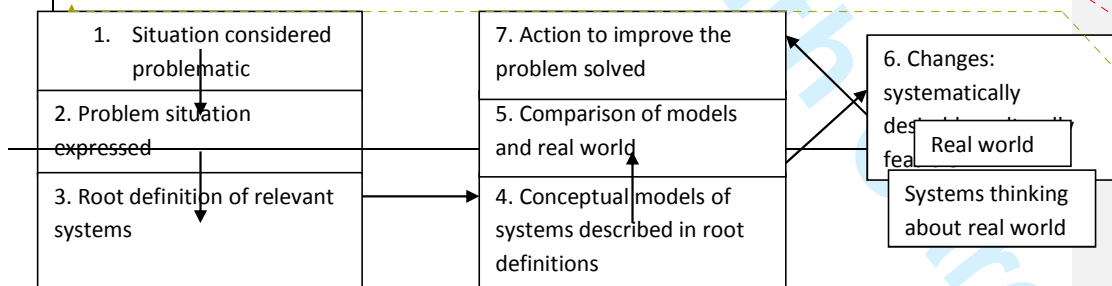 1. Situation considered
problematic
2. Problem situation
expressed
3. Root definition of relevant
systems
7. Action to improve the
problem solved
5. Comparison of models
and real world
4. Conceptual models of
systems described in root
definitions
6. Changes:
systematically
Real world
Systems thinking
about real world